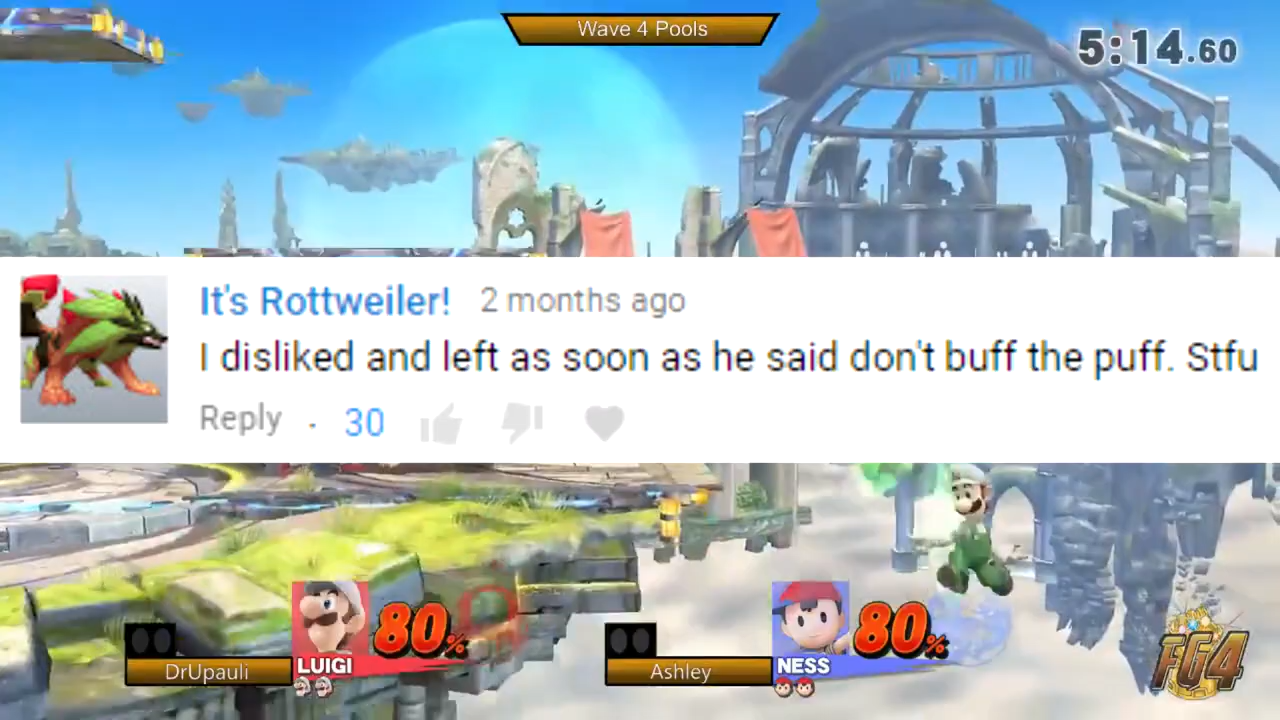 Wave 4 Pools
5:14.60
It's Rottweiler! 2 months ago
I disliked and left as soon as he said don't buff the puff. Stfu
Reply . 30
80%
80%
DrUpauli
LUIGI
Ashley
NESS
FG4